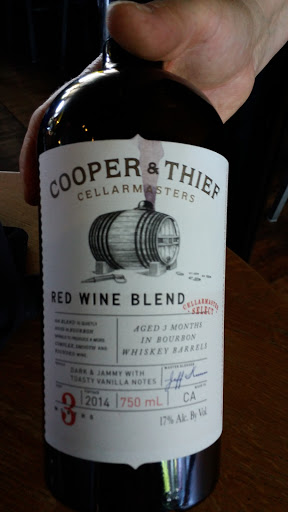 COOPER & THIEF
CELLARMASTERS
RED WINE BLEND
CELLARMASTERS
SELECT
AGED 3 MONTHS
IN BOURBON
WHISKEY BARRELS
DARK & JAMMY WITH
TOASTY VANILLA NOTES
3
2014
750 mL
CA
17% Alc. By Vol.